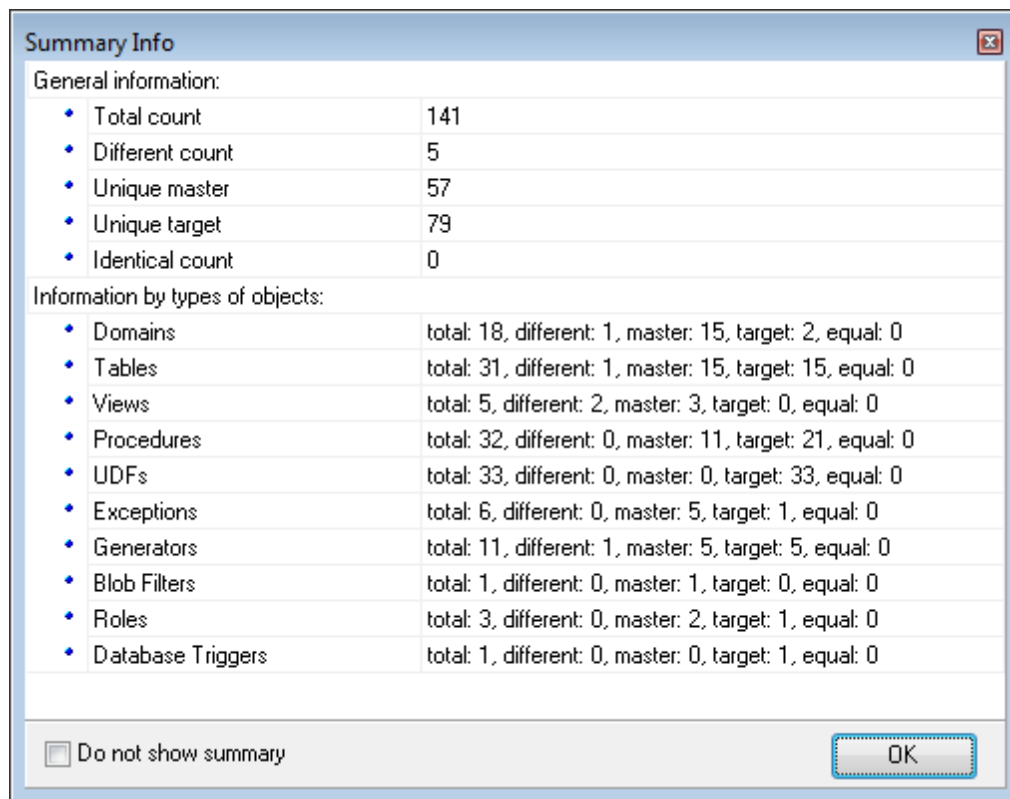 Summary Info
General information:
Total count 141
Different count 5
Unique master 57
Unique target 79
Identical count 0
Information by types of objects:
Domains total: 18, different: 1, master: 15, target: 2, equal: 0
Tables total: 31, different: 1, master: 15, target: 15, equal: 0
Views total: 5, different: 2, master: 3, target: 0, equal: 0
Procedures total: 32, different: 0, master: 11, target: 21, equal: 0
UDFs total: 33, different: 0, master: 0, target: 33, equal: 0
Exceptions total: 6, different: 0, master: 5, target: 1, equal: 0
Generators total: 11, different: 1, master: 5, target: 5, equal: 0
Blob Filters total: 1, different: 0, master: 1, target: 0, equal: 0
Roles total: 3, different: 0, master: 2, target: 1, equal: 0
Database Triggers total: 1, different: 0, master: 0, target: 1, equal: 0
Do not show summary OK